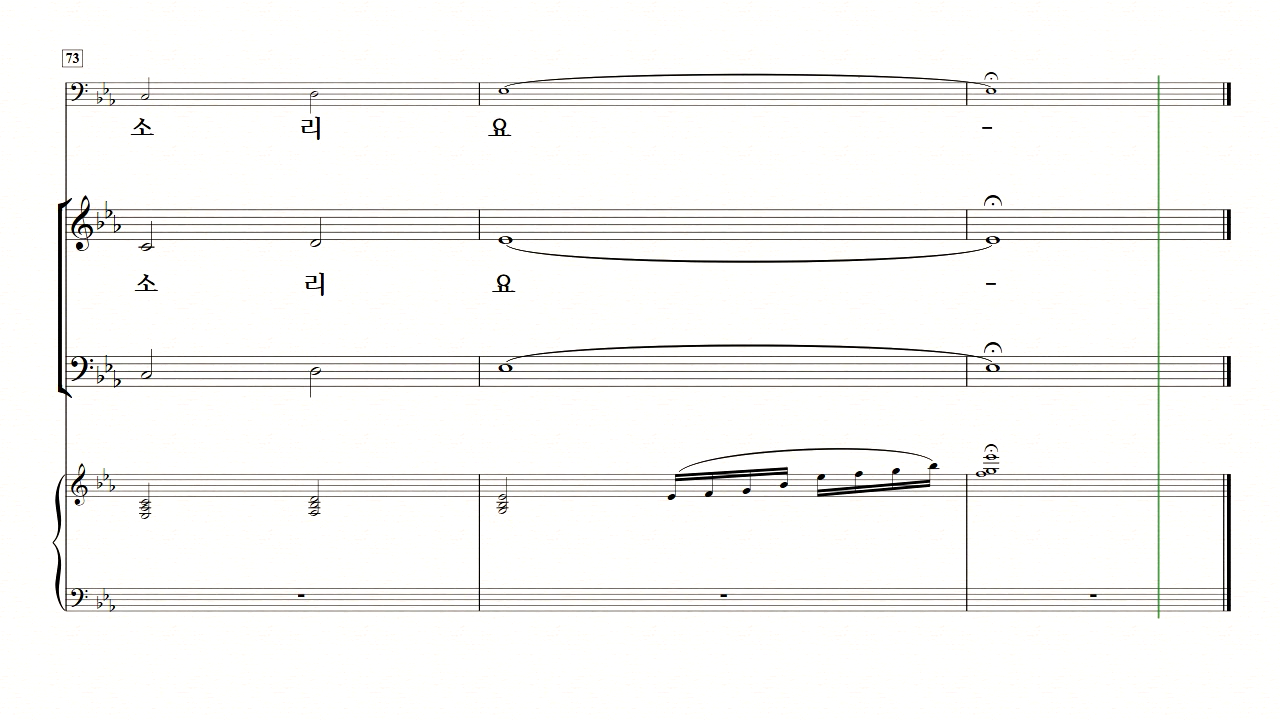 73
소 리 요 -
소 리 요 -